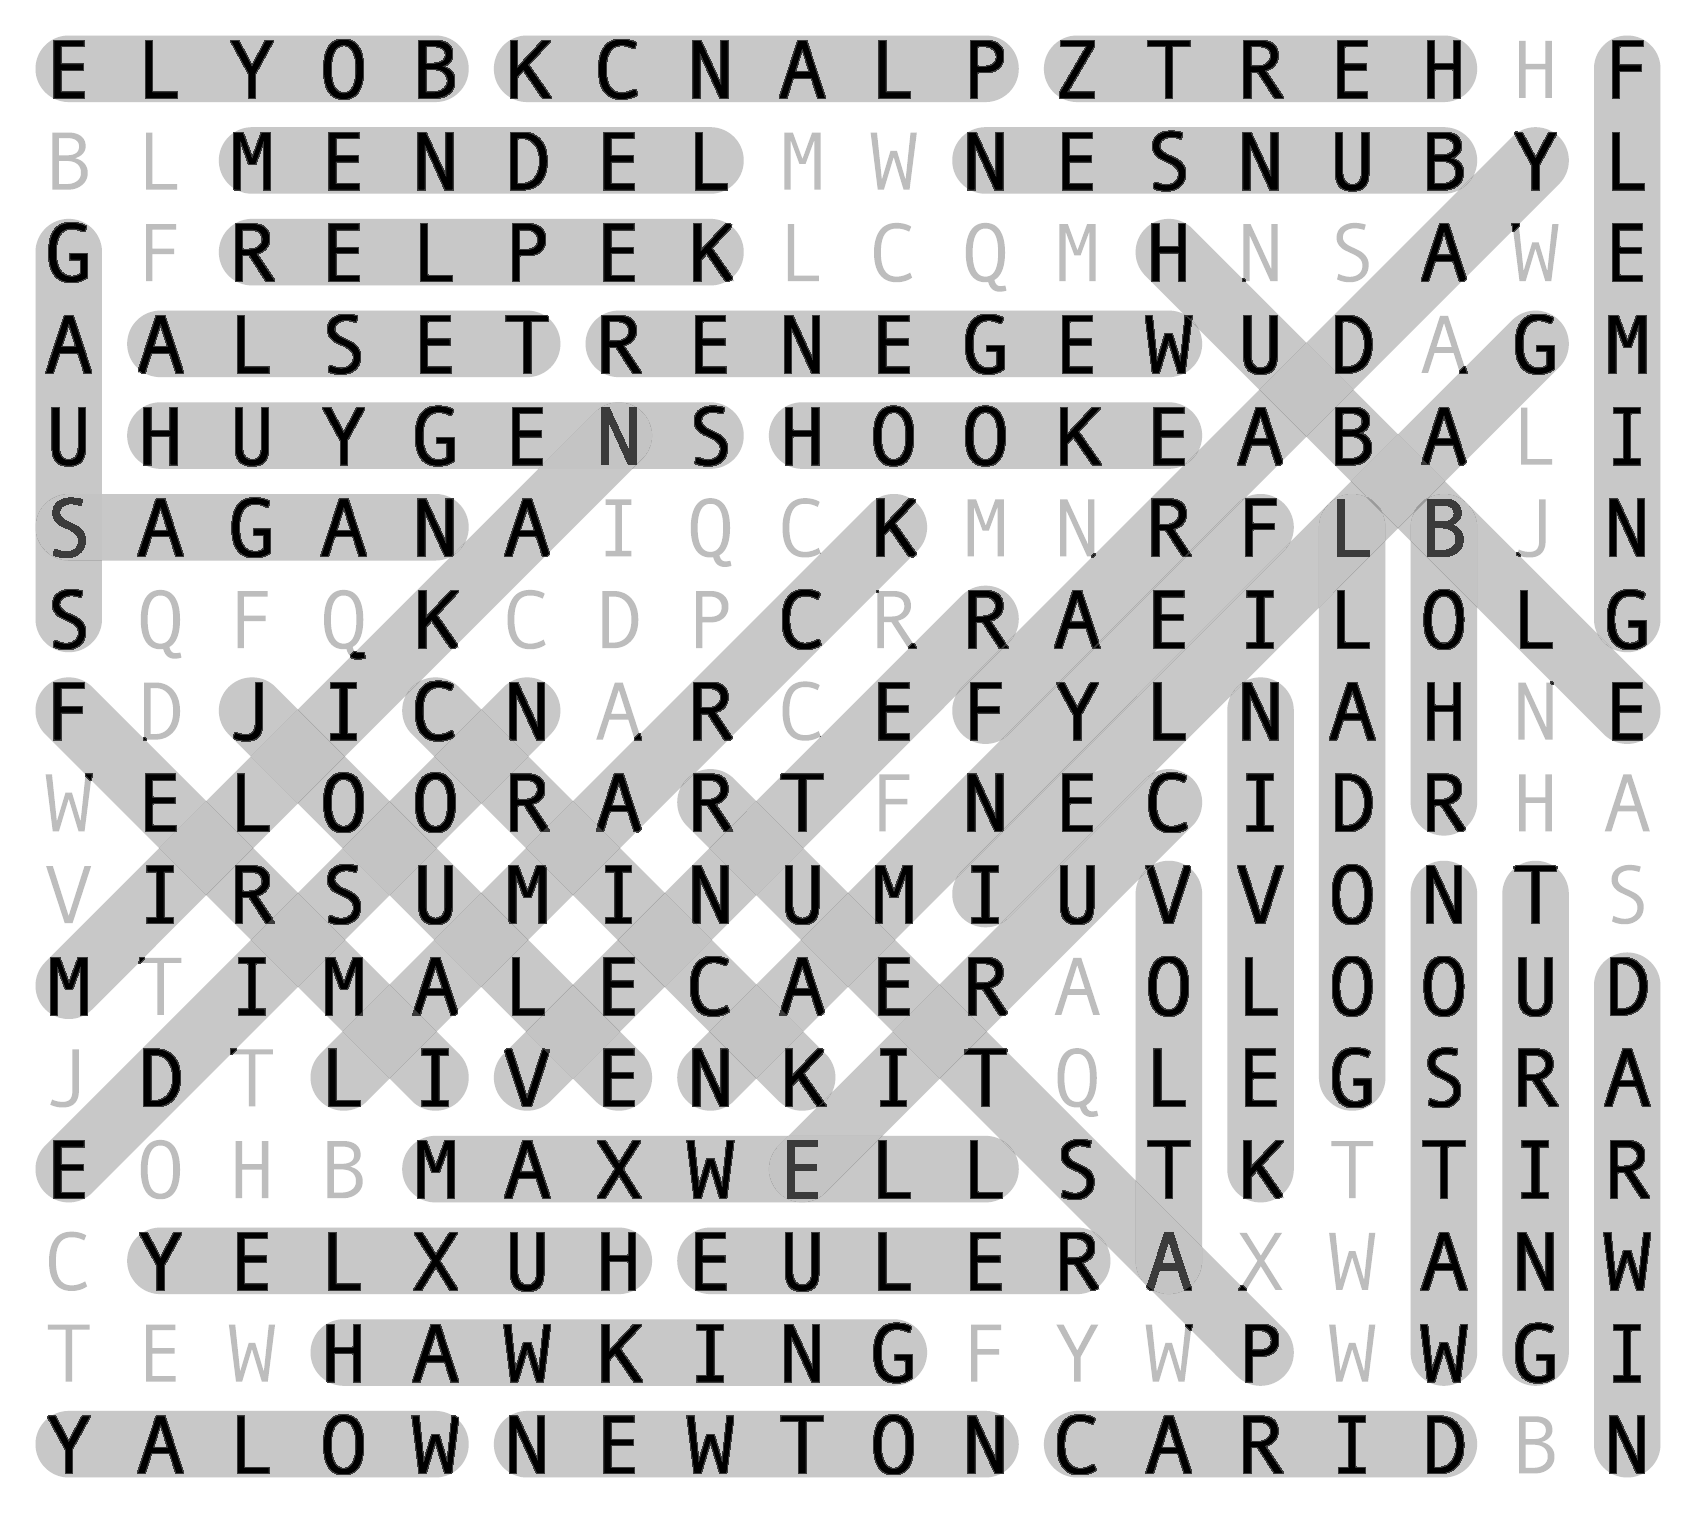 E L Y O B K C N A L P Z T R E H H F
B L M E N D E L M W N E S N U B Y L
G F R E L P E K L C Q M H N S A W E
A A L S E T R E N E G E W U D A G M
U H U Y G E N S H O O K E A B A L I
S A G A N A I Q C K M N R F L B J N
S Q F Q K C D P C R R A E I L O L G
F D J I C N A R C E F Y L N A H N E
W E L O O R A R T F N E C I D R H A
V I R S U M I N U M I U V V O N T S
M T I M A L E C A E R A O L O O U D
J D T L I V E N K I T Q L E G S R A
E O H B M A X W E L L S T K T T I R
C Y E L X U H E U L E R A X W A N W
T E W H A W K I N G F Y W P W W G I
Y A L O W N E W T O N C A R I D B N